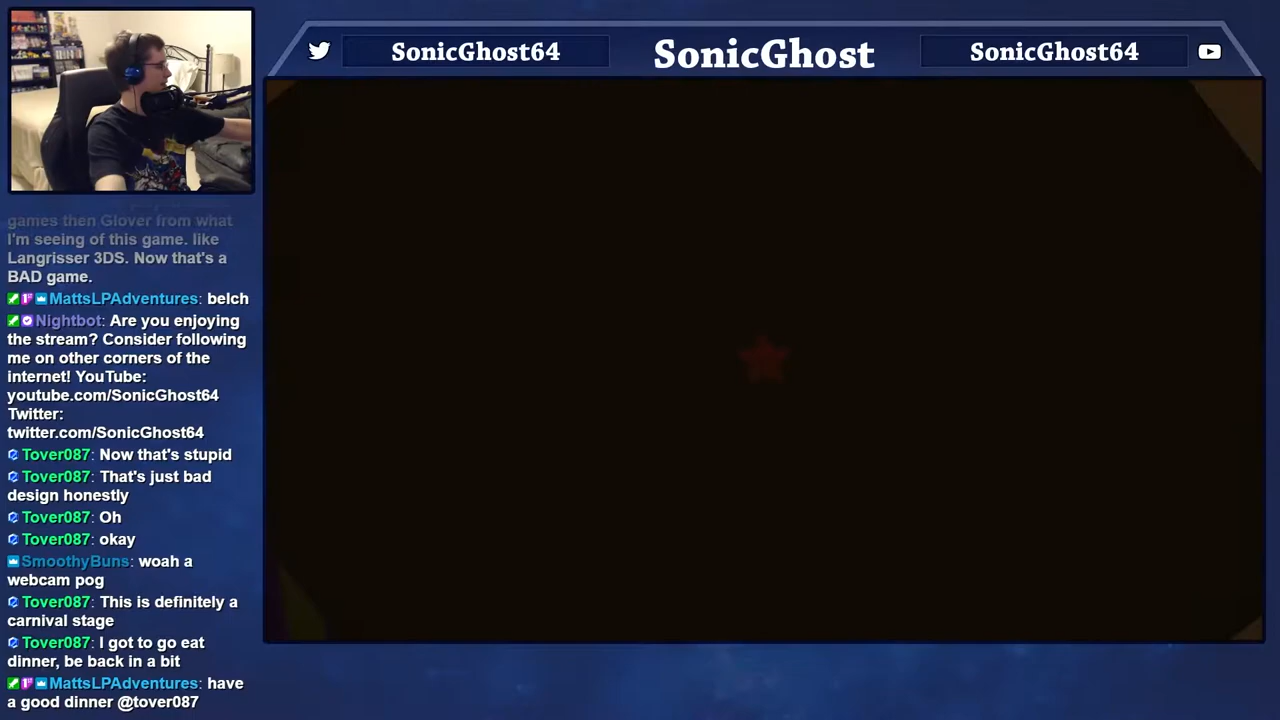 SonicGhost64
SonicGhost
SonicGhost64
games then Glover from what
I'm seeing of this game. like
Langrisser 3DS. Now that's a
BAD game.
MattsLPAdventures: belch
Nightbot: Are you enjoying
the stream? Consider following
me on other corners of the
internet! YouTube:
youtube.com/SonicGhost64
Twitter:
twitter.com/SonicGhost64
Tover087: Now that's stupid
Tover087: That's just bad
design honestly
Tover087: Oh
Tover087: okay
SmoothyBuns: woah a
webcam pog
Tover087: This is definitely a
carnival stage
Tover087: I got to go eat
dinner, be back in a bit
MattsLPAdventures: have
a good dinner @tover087